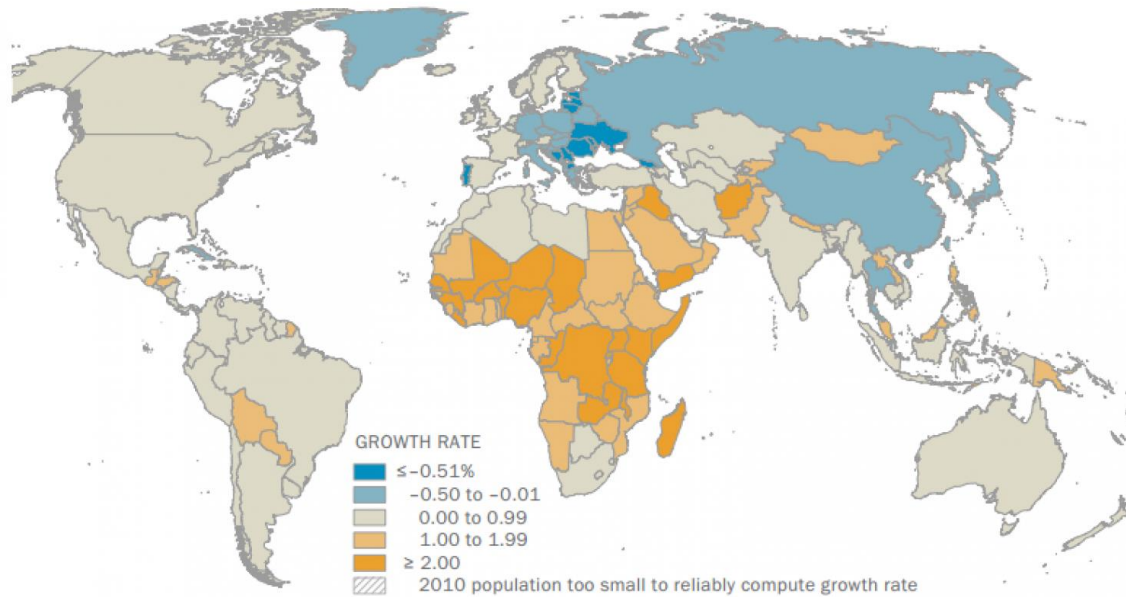 GROWTH RATE
≤–0.51%
–0.50 to –0.01
0.00 to 0.99
1.00 to 1.99
≥ 2.00
2010 population too small to reliably compute growth rate